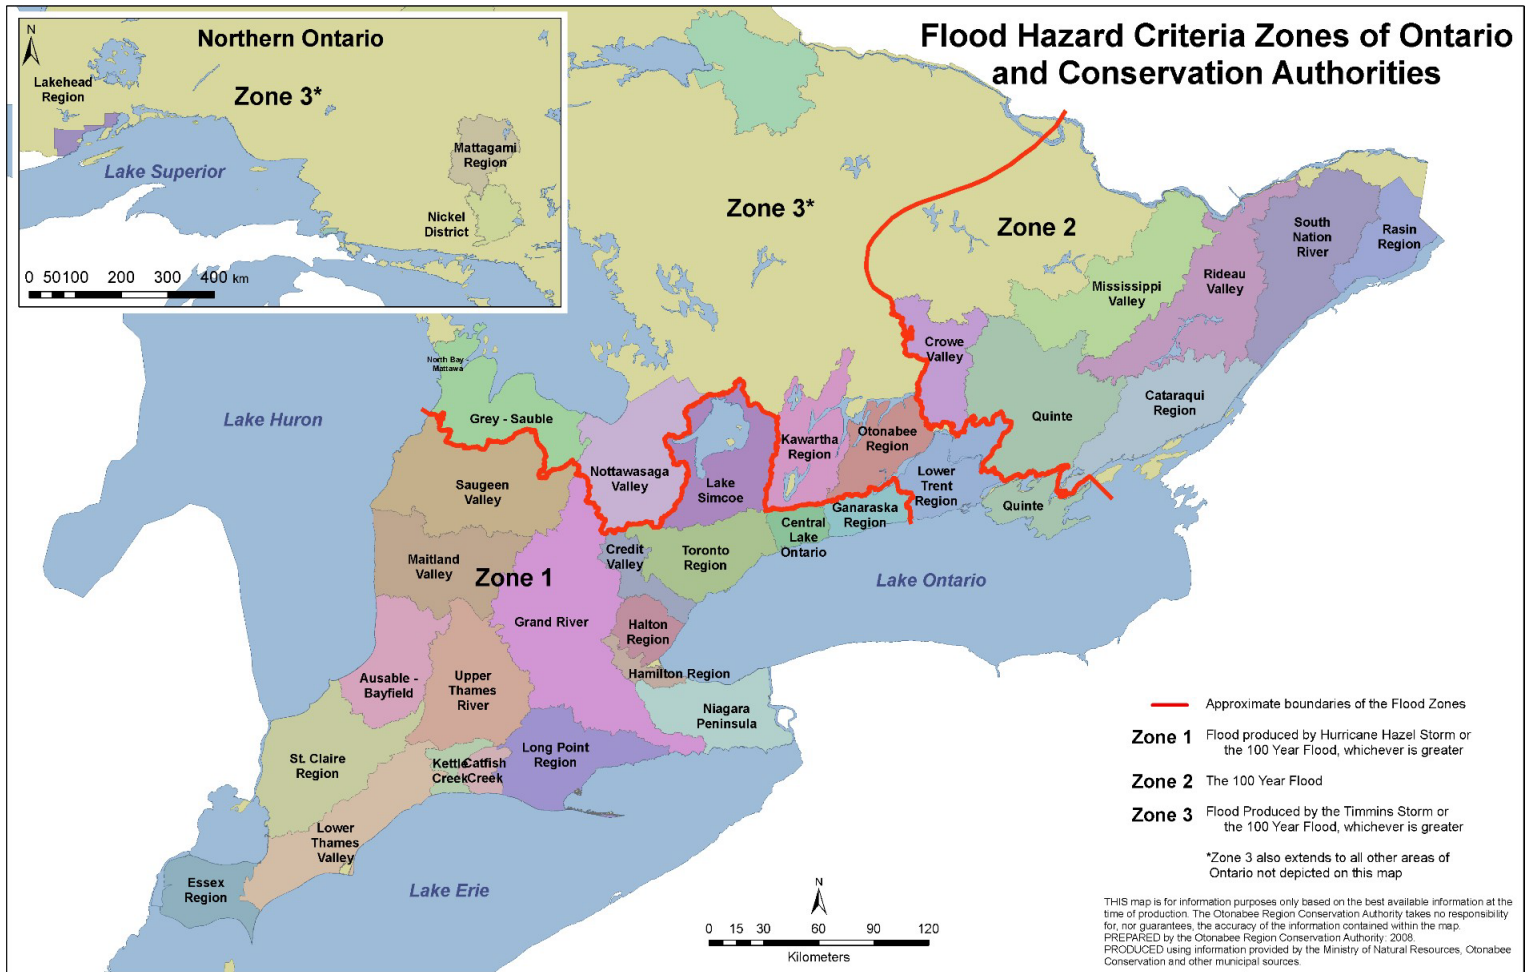 Flood Hazard Criteria Zones of Ontario
and Conservation Authorities
N
Northern Ontario
Lakehead
Region
Zone 3*
Lake Superior
Mattagami
Region
Nickel
District
0 50 100 200 300 400 km
Zone 3*
Zone 2
South
Nation
River
Rasin
Region
Rideau
Valley
Mississippi
Valley
Crowe
Valley
North Bay -
Mattawa
Lake Huron
Grey - Sauble
Cataraqui
Region
Quinte
Kawartha
Region
Otonabee
Region
Nottawasaga
Valley
Lake
Simcoe
Lower
Trent
Region
Saugeen
Valley
Quinte
Ganaraska
Region
Central
Lake
Ontario
Credit
Valley
Toronto
Region
Maitland
Valley
Zone 1
Lake Ontario
Grand River
Halton
Region
Hamilton Region
Ausable -
Bayfield
Upper
Thames
River
Niagara
Peninsula
Long Point
Region
St. Claire
Region
Kettle
Creek
Catfish
Creek
Lower
Thames
Valley
Essex
Region
Lake Erie
Approximate boundaries of the Flood Zones
Zone 1 Flood produced by Hurricane Hazel Storm or
the 100 Year Flood, whichever is greater
Zone 2 The 100 Year Flood
Zone 3 Flood Produced by the Timmins Storm or
the 100 Year Flood, whichever is greater
*Zone 3 also extends to all other areas of
Ontario not depicted on this map
N
0 15 30 60 90 120
Kilometers
THIS map is for information purposes only based on the best available information at the
time of production. The Otonabee Region Conservation Authority takes no responsibility
for, nor guarantees, the accuracy of the information contained within the map.
PREPARED by the Otonabee Region Conservation Authority: 2008.
PRODUCED using information provided by the Ministry of Natural Resources, Otonabee
Conservation and other municipal sources.